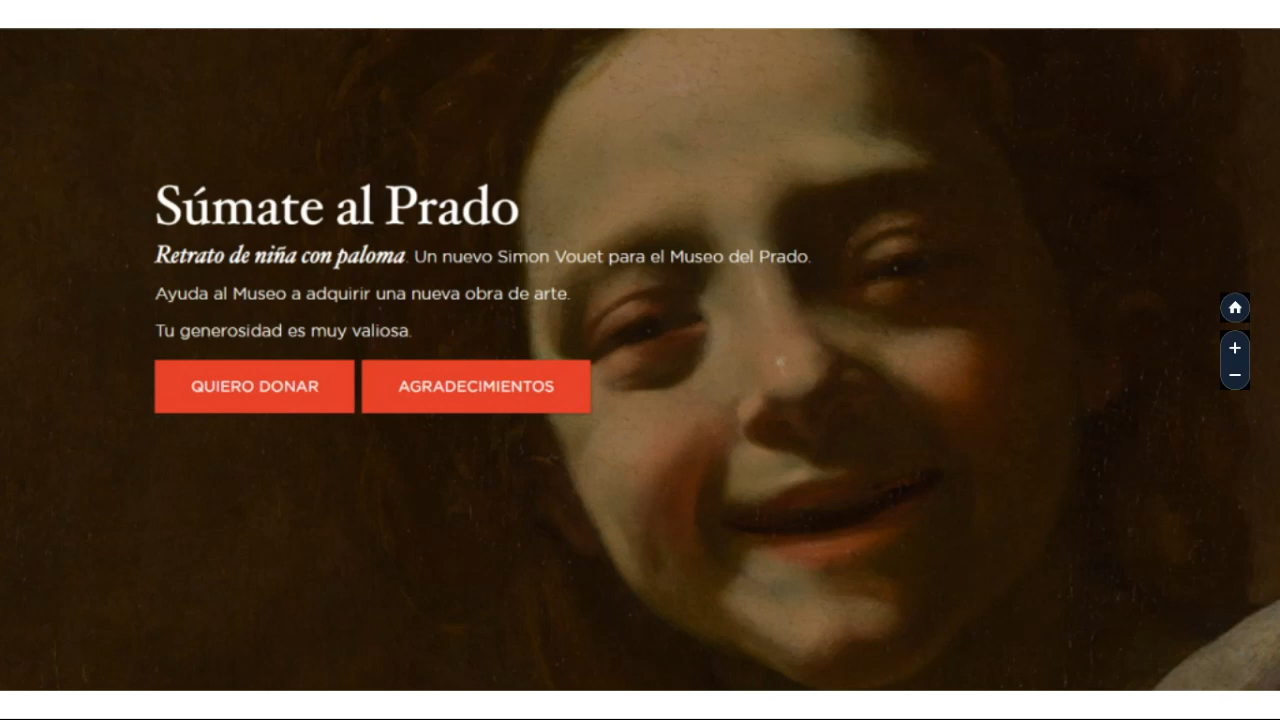 Súmate al Prado
Retrato de niña con paloma. Un nuevo Simon Vouet para el Museo del Prado.
Ayuda al Museo a adquirir una nueva obra de arte.
Tu generosidad es muy valiosa.
QUIERO DONAR AGRADECIMIENTOS